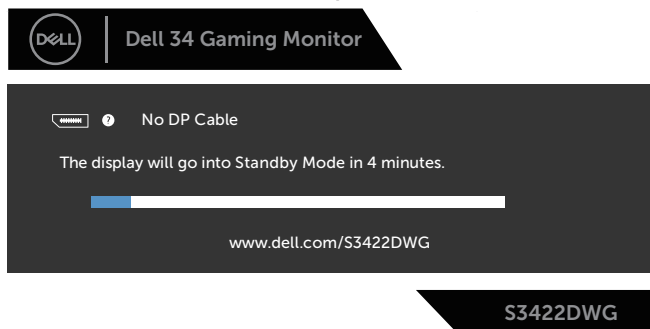 DELL
Dell 34 Gaming Monitor
? No DP Cable
The display will go into Standby Mode in 4 minutes.
www.dell.com/S3422DWG
S3422DWG